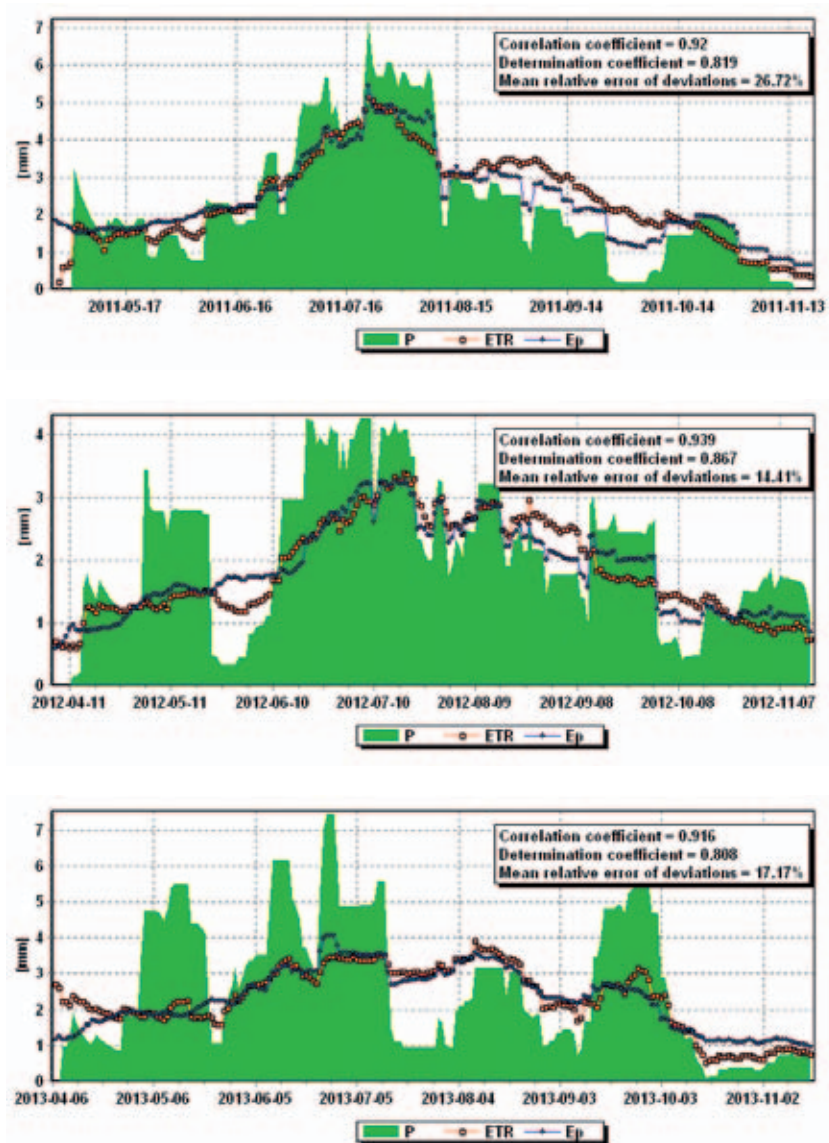 7
6
5
4
3
2
1
0
[mm]
Correlation coefficient = 0.92
Determination coefficient = 0.819
Mean relative error of deviations = 26.72%
2011-05-17 2011-06-16 2011-07-16 2011-08-15 2011-09-14 2011-10-14 2011-11-13
P ETR Ep
4
3
2
1
0
[mm]
Correlation coefficient = 0.939
Determination coefficient = 0.867
Mean relative error of deviations = 14.41%
2012-04-11 2012-05-11 2012-06-10 2012-07-10 2012-08-09 2012-09-08 2012-10-08 2012-11-07
P ETR Ep
7
6
5
4
3
2
1
0
[mm]
Correlation coefficient = 0.916
Determination coefficient = 0.808
Mean relative error of deviations = 17.17%
2013-04-06 2013-05-06 2013-06-05 2013-07-05 2013-08-04 2013-09-03 2013-10-03 2013-11-02
P ETR Ep